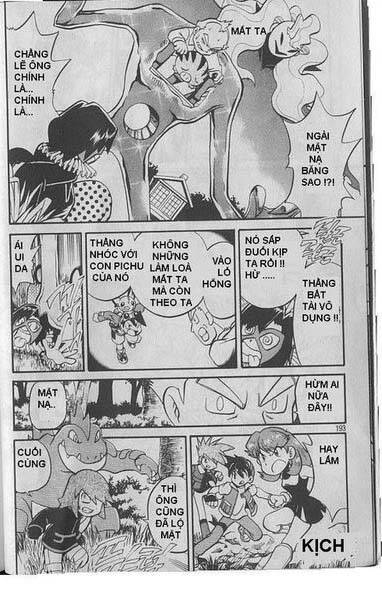 MẮT TA
CHẲNG
LẼ ÔNG
CHÍNH
LÀ...
CHÍNH
LÀ...
NGÀI
MẶT
NẠ
BĂNG
SAO !?!
NÓ SẮP
ĐUỔI KỊP
TA RỒI !!
HỪ .....
THẰNG
BẤT
TÀI VÔ
DỤNG !!
VÀO
LỖ
HỔNG
KHÔNG
NHỮNG
LÀM LOÀ
MẮT TA
MÀ CÒN
THEO TA
THẰNG
NHÓC VỚI
CON PICHU
CỦA NÓ
ÁI
UI
DA
HỪM AI
NỮA
ĐÂY!!
MẶT
NẠ..
193
HAY
LẮM
THÌ
ÔNG
CŨNG
ĐÃ LỘ
MẶT
CUỐI
CÙNG
KỊCH